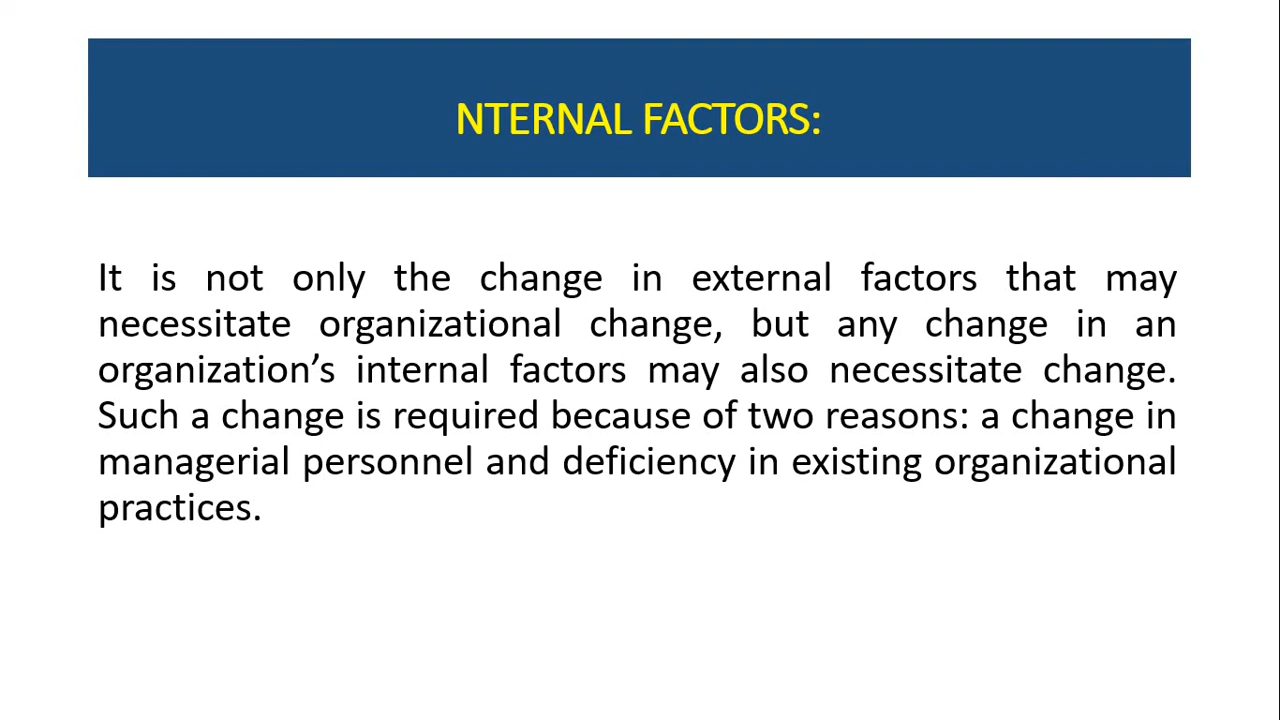 NTERNAL FACTORS:
It is not only the change in external factors that may
necessitate organizational change, but any change in an
organization’s internal factors may also necessitate change.
Such a change is required because of two reasons: a change in
managerial personnel and deficiency in existing organizational
practices.